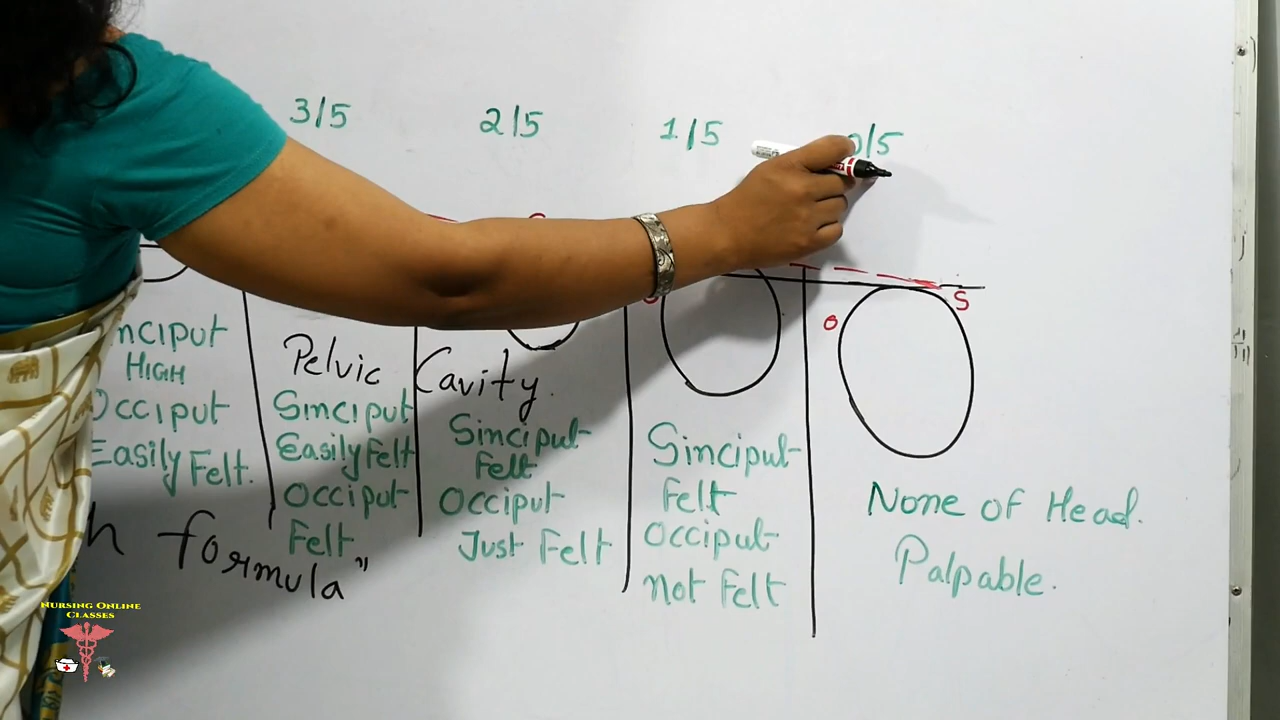 3/5
2/5
1/5
0/5
S
O
nciput
High
Occiput
Easily Felt.
Pelvic Cavity.
Sinciput
Easily Felt
Occiput
Felt
Sinciput
Felt
Occiput
Just Felt
Sinciput
Felt
Occiput
Not Felt
None of Head
Palpable.
h formula"
NURSING ONLINE
CLASSES